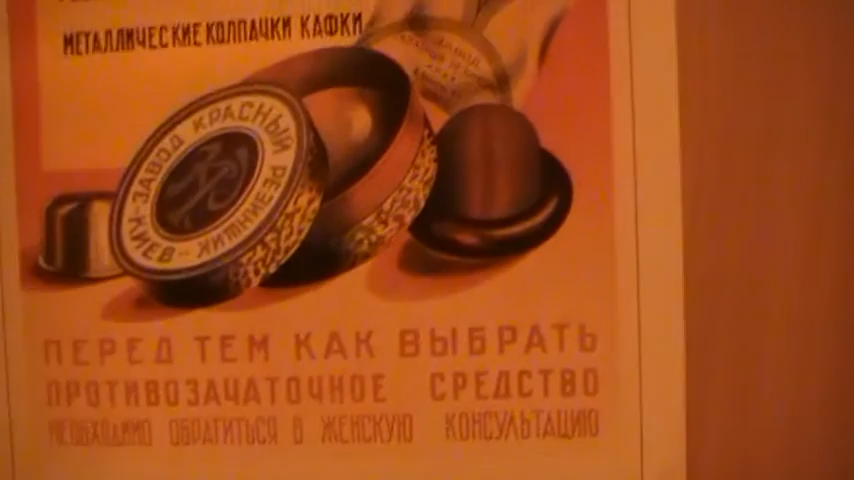 МЕТАЛЛИЧЕСКИЕ КОЛПАЧКИ КАФКИ
ЗАВОД КРАСНЫЙ РЕЗИНЩИК - КИЕВ -
ПЕРЕД ТЕМ КАК ВЫБРАТЬ
ПРОТИВОЗАЧАТОЧНОЕ СРЕДСТВО
НЕОБХОДИМО ОБРАТИТЬСЯ В ЖЕНСКУЮ КОНСУЛЬТАЦИЮ